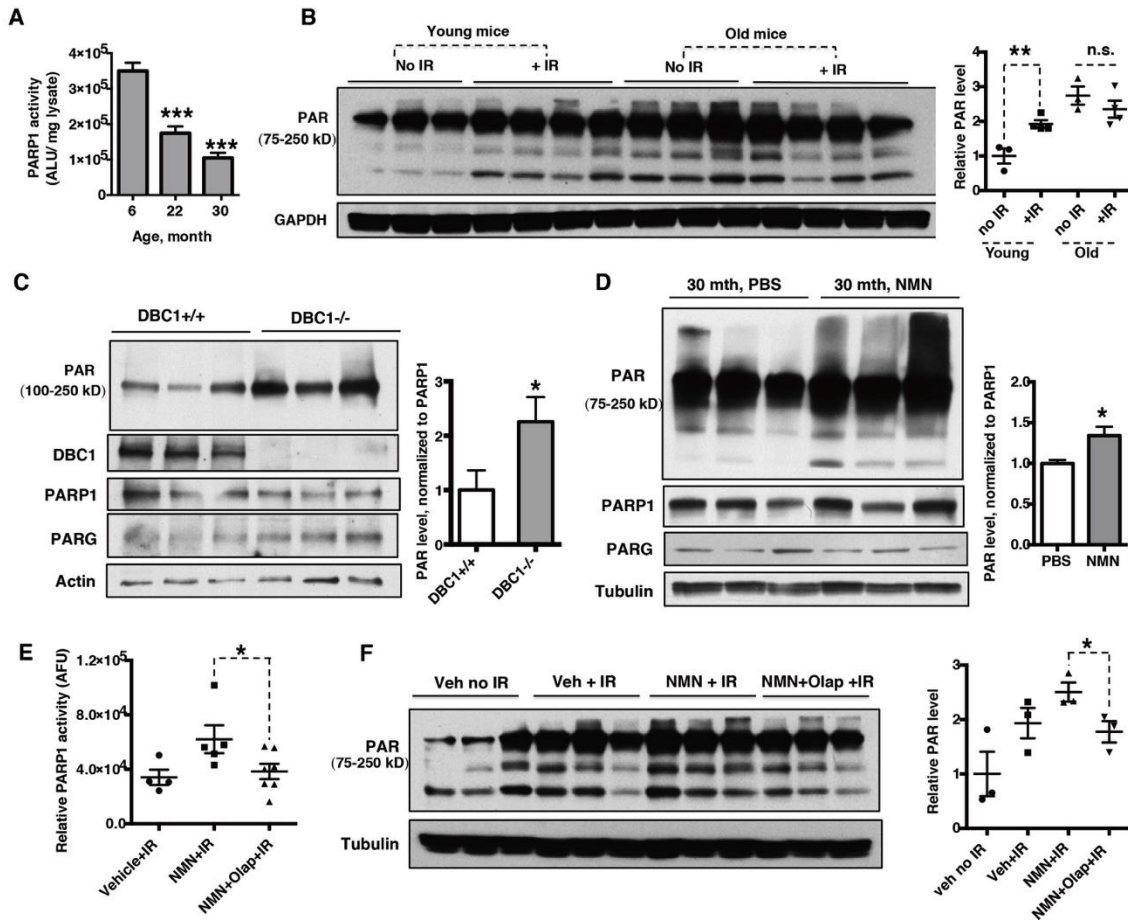 A
PARP1 activity
(ALU/ mg lysate)
4×10⁵
3×10⁵
2×10⁵
1×10⁵
0
***
***
6 22 30
Age, month
B
Young mice
Old mice
No IR + IR No IR + IR
PAR
(75-250 kD)
GAPDH
Relative PAR level
4
3
2
1
0
**
n.s.
no IR +IR no IR +IR
Young Old
C
DBC1+/+ DBC1-/-
PAR
(100-250 kD)
DBC1
PARP1
PARG
Actin
PAR level, normalized to PARP1
3
2
1
0
*
DBC1+/+ DBC1-/-
D
30 mth, PBS 30 mth, NMN
PAR
(75-250 kD)
PARP1
PARG
Tubulin
PAR level, normalized to PARP1
2.0
1.5
1.0
0.5
0.0
*
PBS NMN
E
Relative PARP1 activity (AFU)
1.2×10⁵
8.0×10⁴
4.0×10⁴
0.0
*
Vehicle+IR NMN+IR NMN+Olap+IR
F
Veh no IR Veh + IR NMN + IR NMN+Olap +IR
PAR
(75-250 kD)
Tubulin
Relative PAR level
3
2
1
0
*
veh no IR Veh+IR NMN+IR NMN+Olap+IR